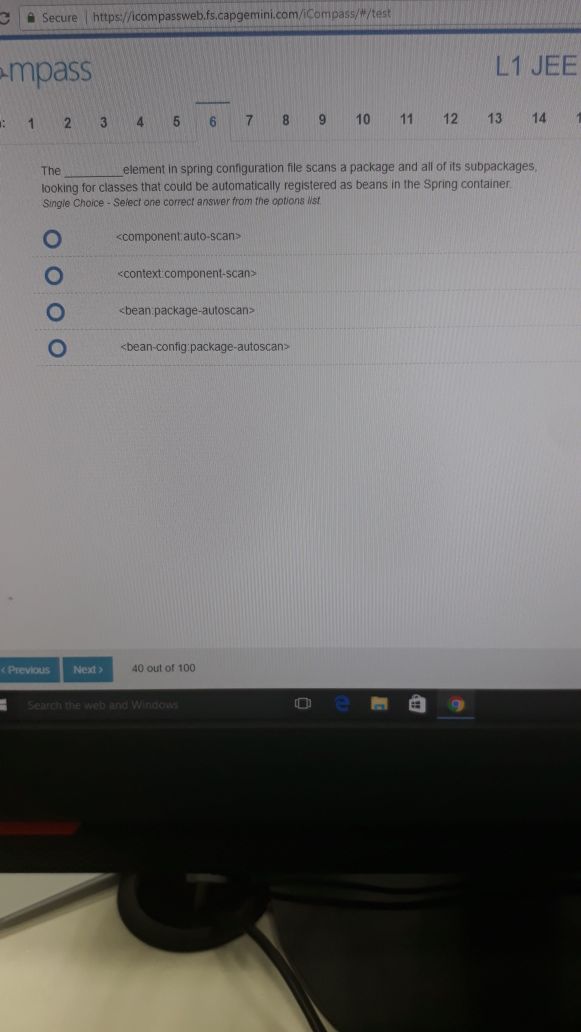 Secure | https://icompassweb.fs.capgemini.com/iCompass/#/test
mpass
L1 JEE
: 1 2 3 4 5 6 7 8 9 10 11 12 13 14 1
The __________element in spring configuration file scans a package and all of its subpackages,
looking for classes that could be automatically registered as beans in the Spring container.
Single Choice - Select one correct answer from the options list
<component:auto-scan>
<context:component-scan>
<bean:package-autoscan>
<bean-config:package-autoscan>
< Previous
Next >
40 out of 100
Search the web and Windows